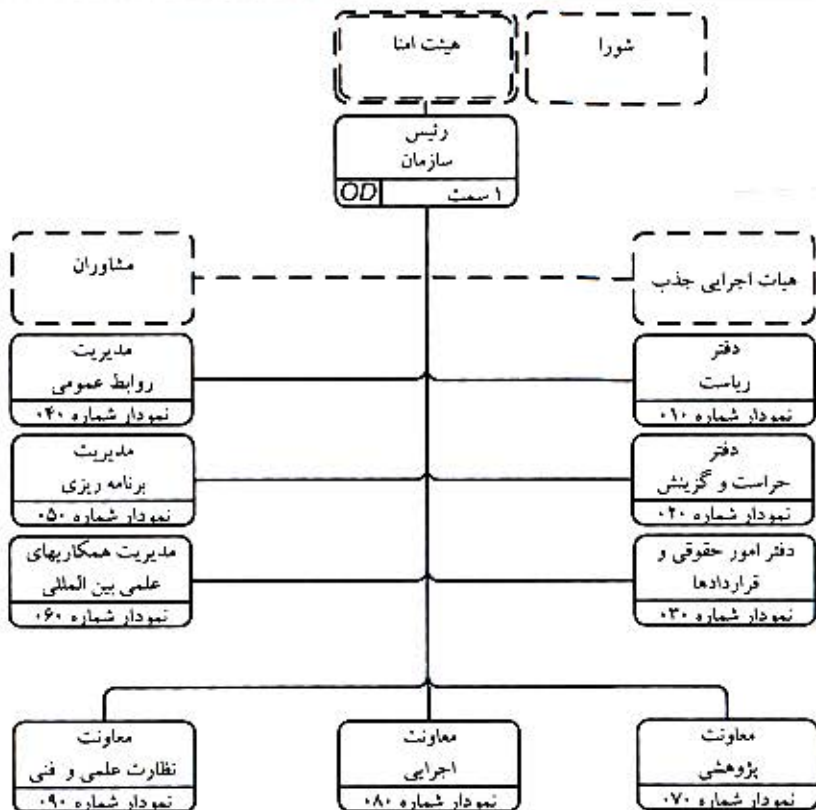 شورا
هیئت امنا
رئیس
سازمان
۱ سمت
OD
هیات اجرایی جذب
مشاوران
دفتر
ریاست
نمودار شماره ۰۱۰
مدیریت
روابط عمومی
نمودار شماره ۰۴۰
دفتر
حراست و گزینش
نمودار شماره ۰۲۰
مدیریت
برنامه ریزی
نمودار شماره ۰۵۰
دفتر امور حقوقی و
قراردادها
نمودار شماره ۰۳۰
مدیریت همکاریهای
علمی بین المللی
نمودار شماره ۰۶۰
معاونت
پژوهشی
نمودار شماره ۰۷۰
معاونت
اجرایی
نمودار شماره ۰۸۰
معاونت
نظارت علمی و فنی
نمودار شماره ۰۹۰